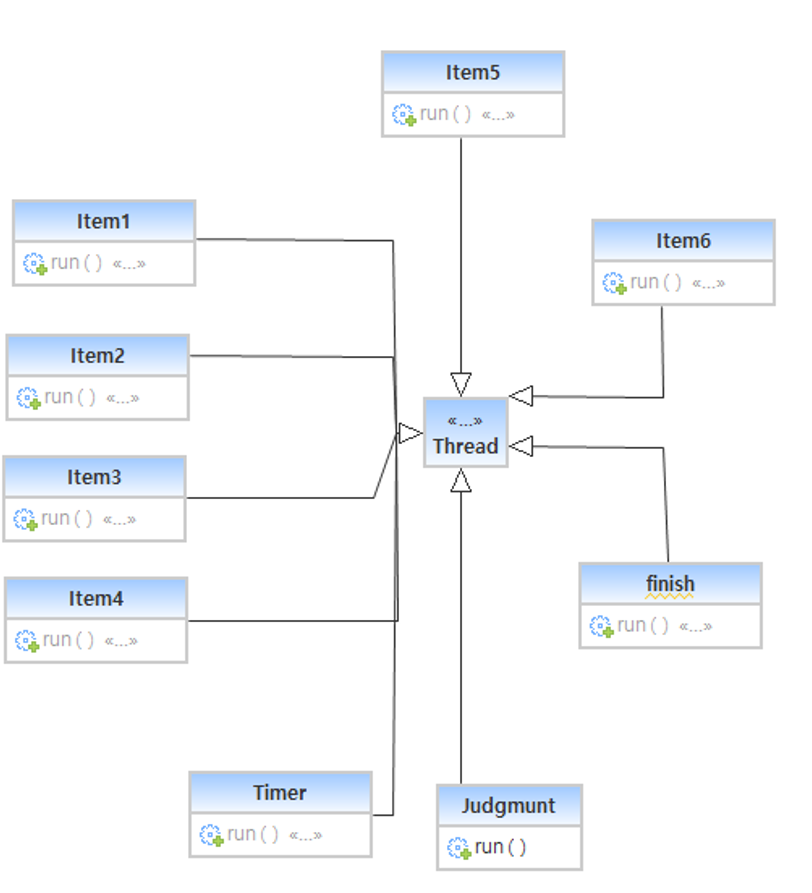 Item5
run ( ) «...»
Item1
run ( ) «...»
Item6
run ( ) «...»
Item2
run ( ) «...»
«...»
Thread
Item3
run ( ) «...»
finish
run ( ) «...»
Item4
run ( ) «...»
Timer
run ( ) «...»
Judgmunt
run ( )